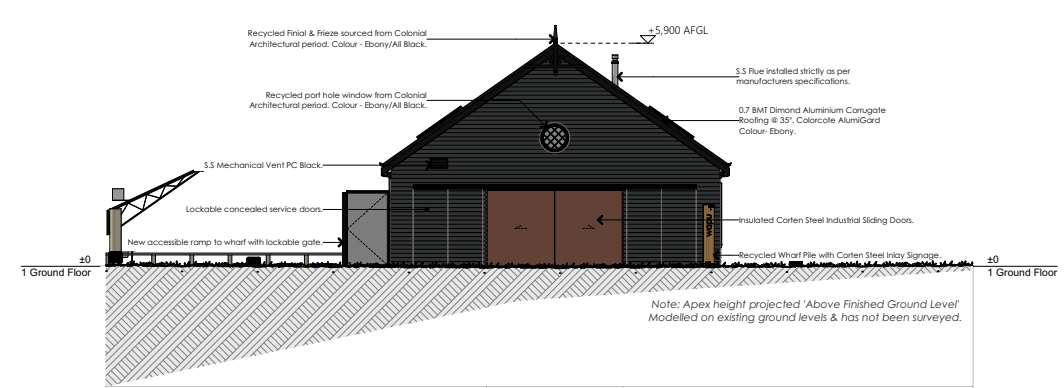 Recycled Finial & Frieze sourced from Colonial
Architectural period. Colour - Ebony/All Black.
+5,900 AFGL
S.S Flue installed strictly as per
manufacturers specifications.
Recycled port hole window from Colonial
Architectural period. Colour - Ebony/All Black.
0.7 BMT Dimond Aluminium Corrugate
Roofing @ 35°. Colorcote AlumiGard
Colour- Ebony.
S.S Mechanical Vent PC Black.
Lockable concealed service doors.
Insulated Corten Steel Industrial Sliding Doors.
wapu
New accessible ramp to wharf with lockable gate.
Recycled Wharf Pile with Corten Steel Inlay Signage.
±0
1 Ground Floor
±0
1 Ground Floor
Note: Apex height projected 'Above Finished Ground Level'
Modelled on existing ground levels & has not been surveyed.